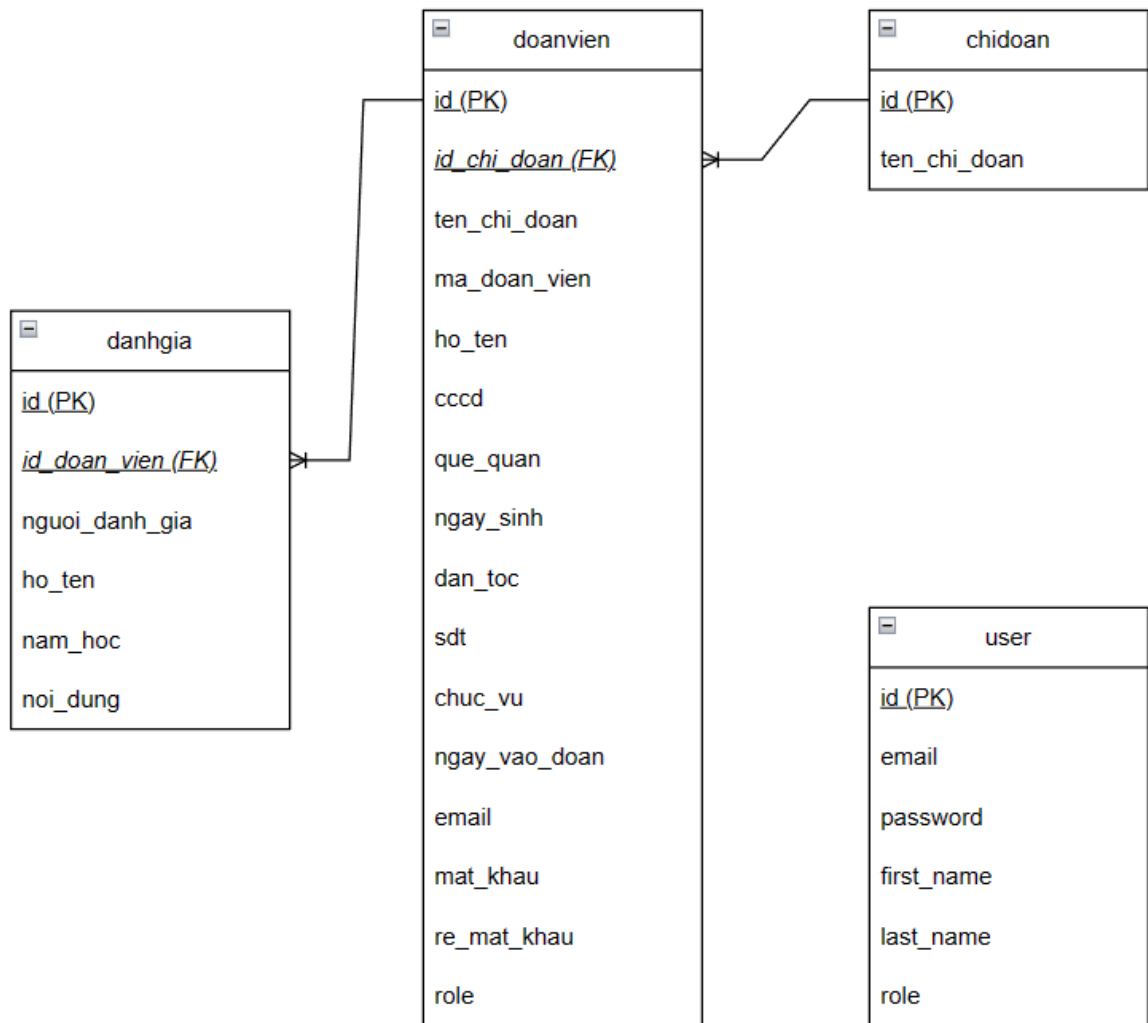 doanvien
id (PK)
id_chi_doan (FK)
ten_chi_doan
ma_doan_vien
ho_ten
cccd
que_quan
ngay_sinh
dan_toc
sdt
chuc_vu
ngay_vao_doan
email
mat_khau
re_mat_khau
role
chidoan
id (PK)
ten_chi_doan
danhgia
id (PK)
id_doan_vien (FK)
nguoi_danh_gia
ho_ten
nam_hoc
noi_dung
user
id (PK)
email
password
first_name
last_name
role